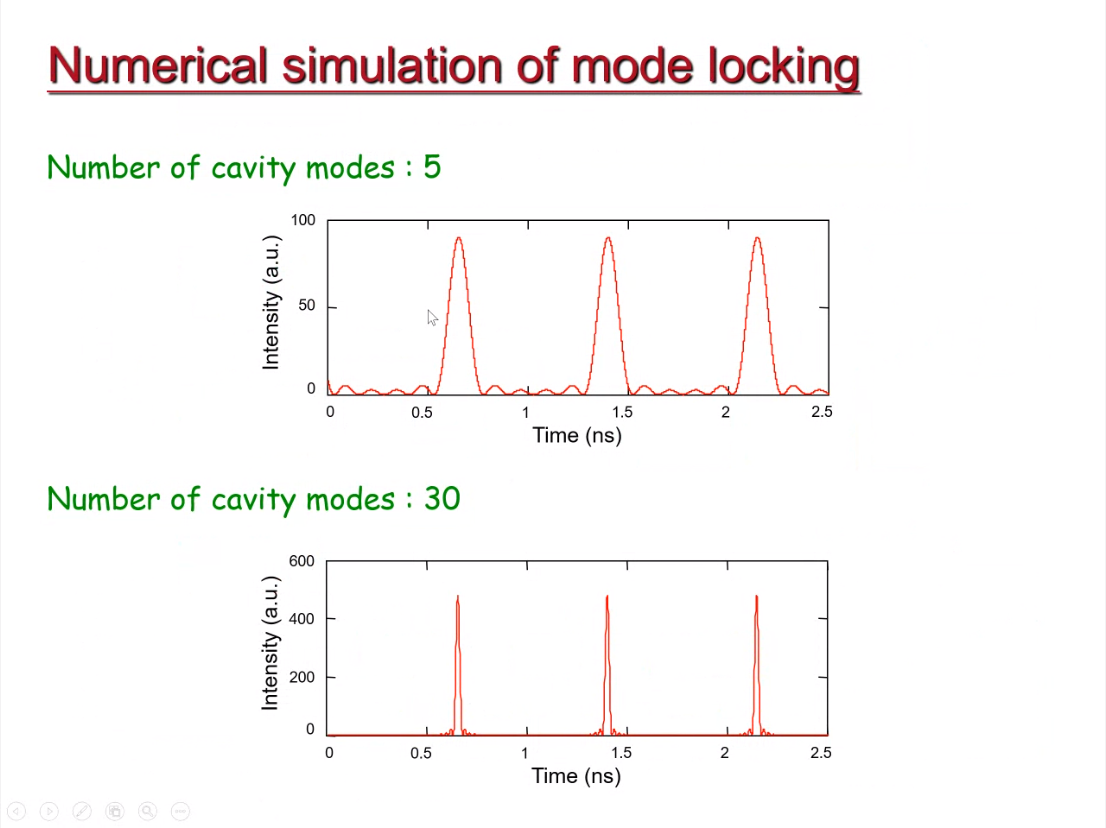 Numerical simulation of mode locking
Number of cavity modes : 5
Intensity (a.u.)
100
50
0
0 0.5 1 1.5 2 2.5
Time (ns)
Number of cavity modes : 30
Intensity (a.u.)
600
400
200
0
0 0.5 1 1.5 2 2.5
Time (ns)